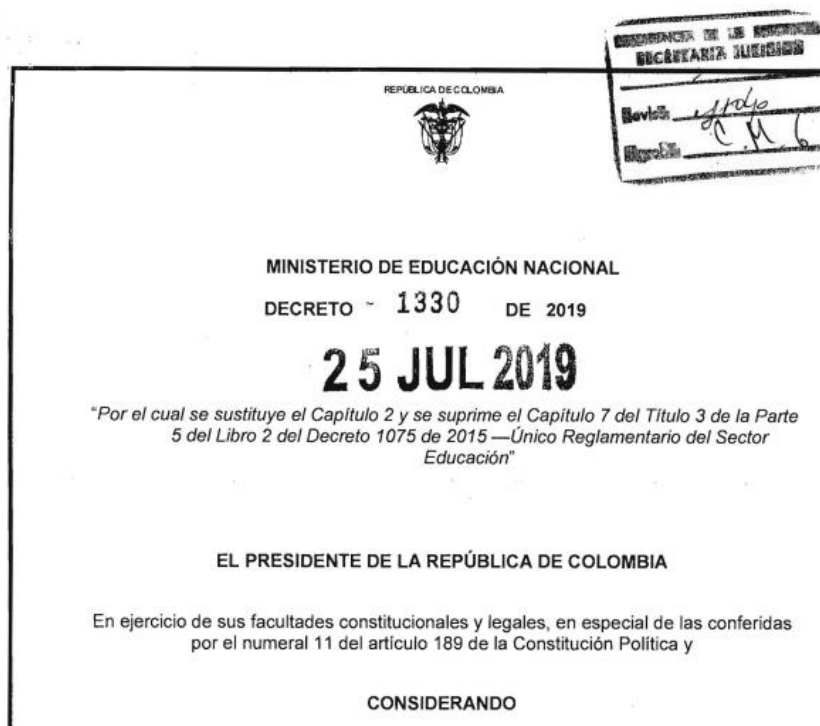 SECRETARIA JURIDICA
REPÚBLICA DE COLOMBIA
Revisó
Aprobó C.M.G
MINISTERIO DE EDUCACIÓN NACIONAL
DECRETO ~ 1330 DE 2019
25 JUL 2019
“Por el cual se sustituye el Capítulo 2 y se suprime el Capítulo 7 del Título 3 de la Parte
5 del Libro 2 del Decreto 1075 de 2015 —Único Reglamentario del Sector
Educación”
EL PRESIDENTE DE LA REPÚBLICA DE COLOMBIA
En ejercicio de sus facultades constitucionales y legales, en especial de las conferidas
por el numeral 11 del artículo 189 de la Constitución Política y
CONSIDERANDO